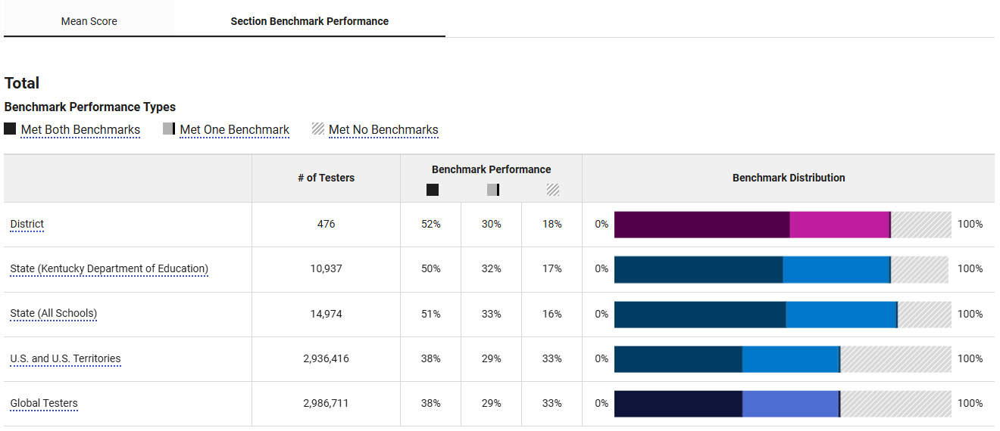 Mean Score Section Benchmark Performance
Total
Benchmark Performance Types
Met Both Benchmarks Met One Benchmark Met No Benchmarks
# of Testers Benchmark Performance Benchmark Distribution
District 476 52% 30% 18% 0% 100%
State (Kentucky Department of Education) 10,937 50% 32% 17% 0% 100%
State (All Schools) 14,974 51% 33% 16% 0% 100%
U.S. and U.S. Territories 2,936,416 38% 29% 33% 0% 100%
Global Testers 2,986,711 38% 29% 33% 0% 100%